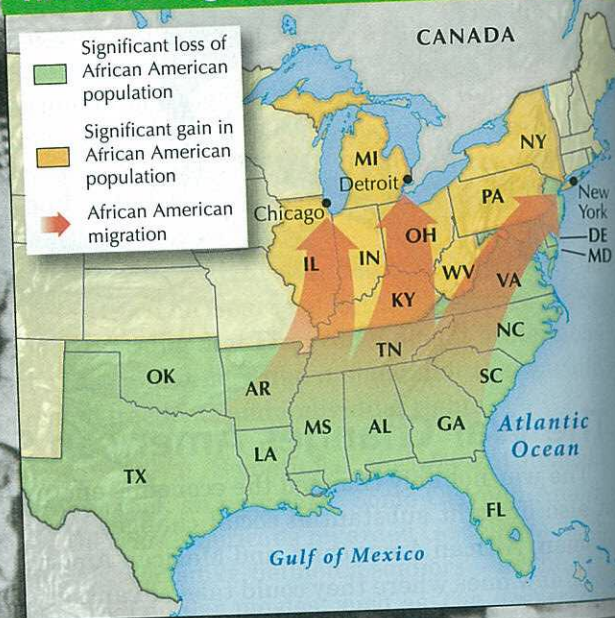 Significant loss of
African American
population
Significant gain in
African American
population
African American
migration
CANADA
MI
Detroit
Chicago
NY
PA
New
York
DE
MD
IL
IN
OH
WV
VA
KY
NC
TN
SC
OK
AR
MS
AL
GA
Atlantic
Ocean
LA
TX
FL
Gulf of Mexico